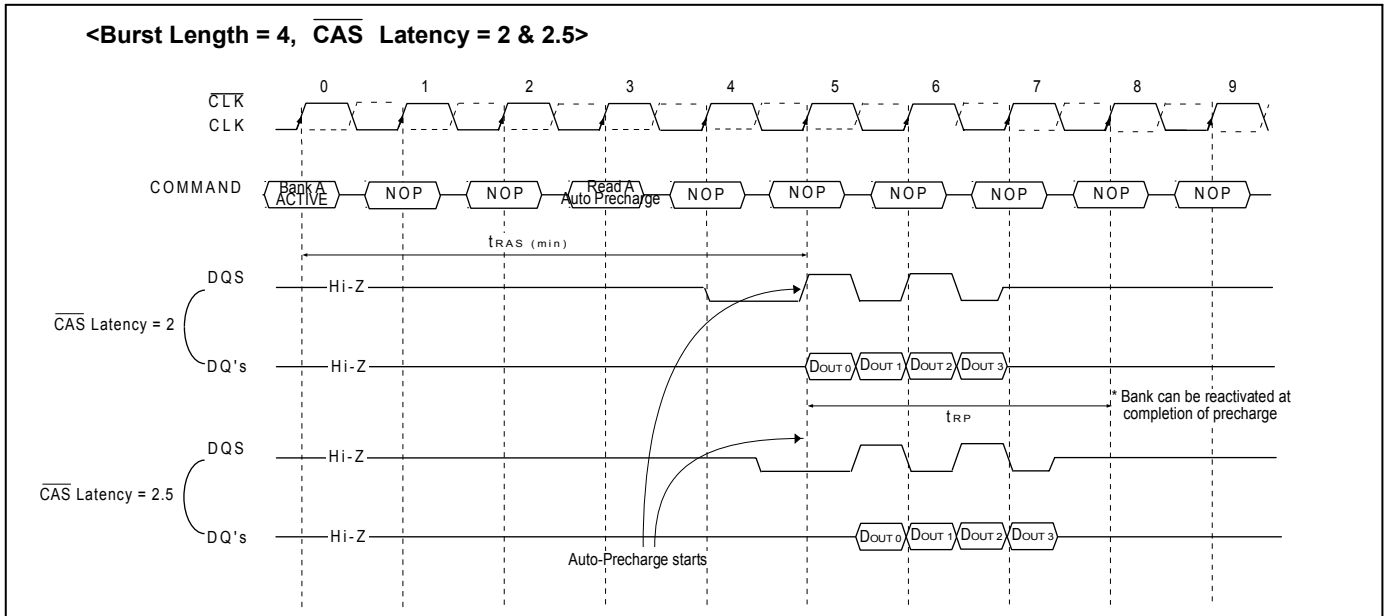 <Burst Length = 4, CAS Latency = 2 & 2.5>
0 1 2 3 4 5 6 7 8 9
CLK
CLK
COMMAND
Bank A
ACTIVE
NOP
NOP
Read A
Auto Precharge
NOP
NOP
NOP
NOP
NOP
NOP
tRAS (min)
DQS
Hi-Z
CAS Latency = 2
DQ's
Hi-Z
DOUT 0 DOUT 1 DOUT 2 DOUT 3
* Bank can be reactivated at
completion of precharge
tRP
DQS
Hi-Z
CAS Latency = 2.5
DQ's
Hi-Z
DOUT 0 DOUT 1 DOUT 2 DOUT 3
Auto-Precharge starts